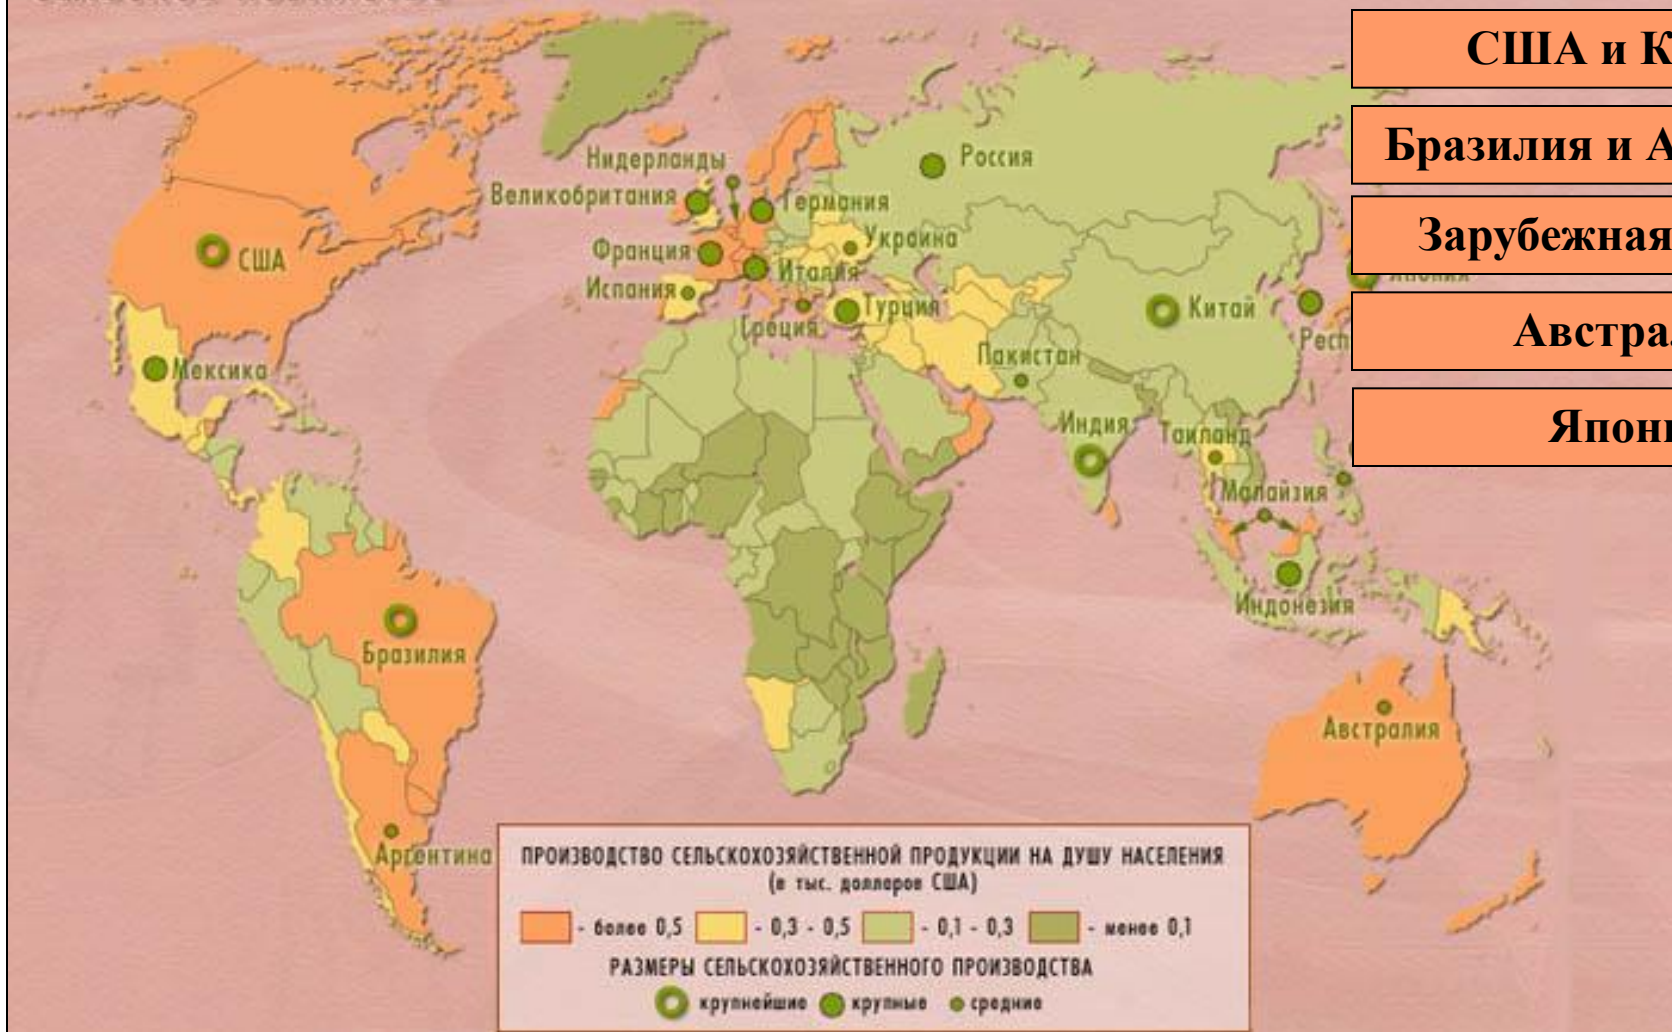 США и К
Бразилия и А
Зарубежная
Австра
Япон
Нидерланды
Россия
Великобритания
Германия
Франция
Украина
США
Италия
Испания
Турция
Китай
Греция
Мексика
Пакистан
Респ
Индия
Таиланд
Малайзия
Индонезия
Бразилия
Австралия
Аргентина
ПРОИЗВОДСТВО СЕЛЬСКОХОЗЯЙСТВЕННОЙ ПРОДУКЦИИ НА ДУШУ НАСЕЛЕНИЯ
(в тыс. долларов США)
- более 0,5 - 0,3 - 0,5 - 0,1 - 0,3 - менее 0,1
РАЗМЕРЫ СЕЛЬСКОХОЗЯЙСТВЕННОГО ПРОИЗВОДСТВА
крупнейшие крупные средние